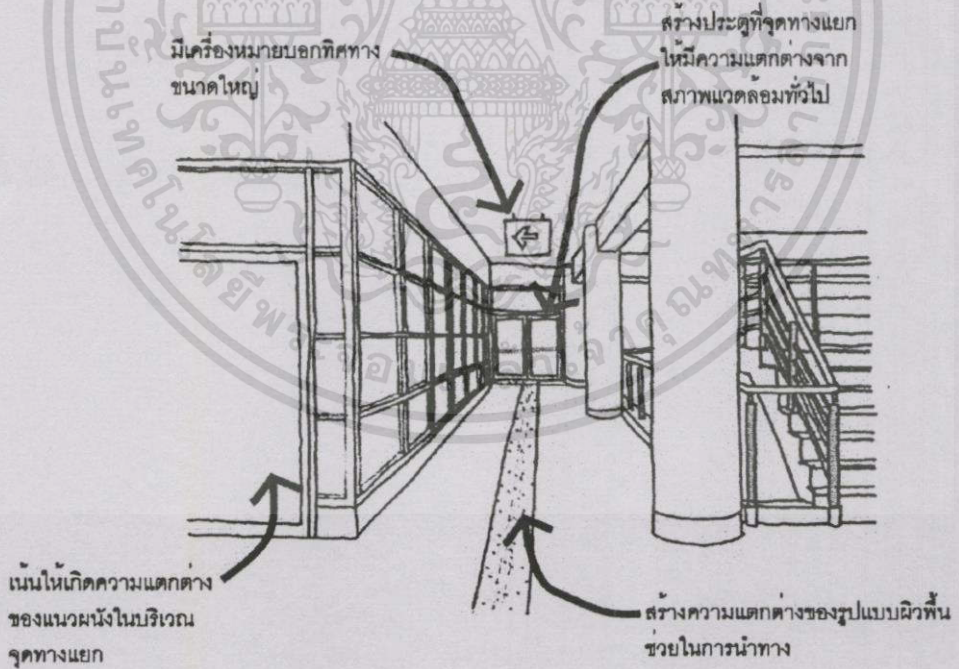 มีเครื่องหมายบอกทิศทาง
ขนาดใหญ่
สร้างประตูที่จุดทางแยก
ให้มีความแตกต่างจาก
สภาพแวดล้อมทั่วไป
เน้นให้เกิดความแตกต่าง
ของแนวผนังในบริเวณ
จุดทางแยก
สร้างความแตกต่างของรูปแบบผิวพื้น
ช่วยในการนำทาง